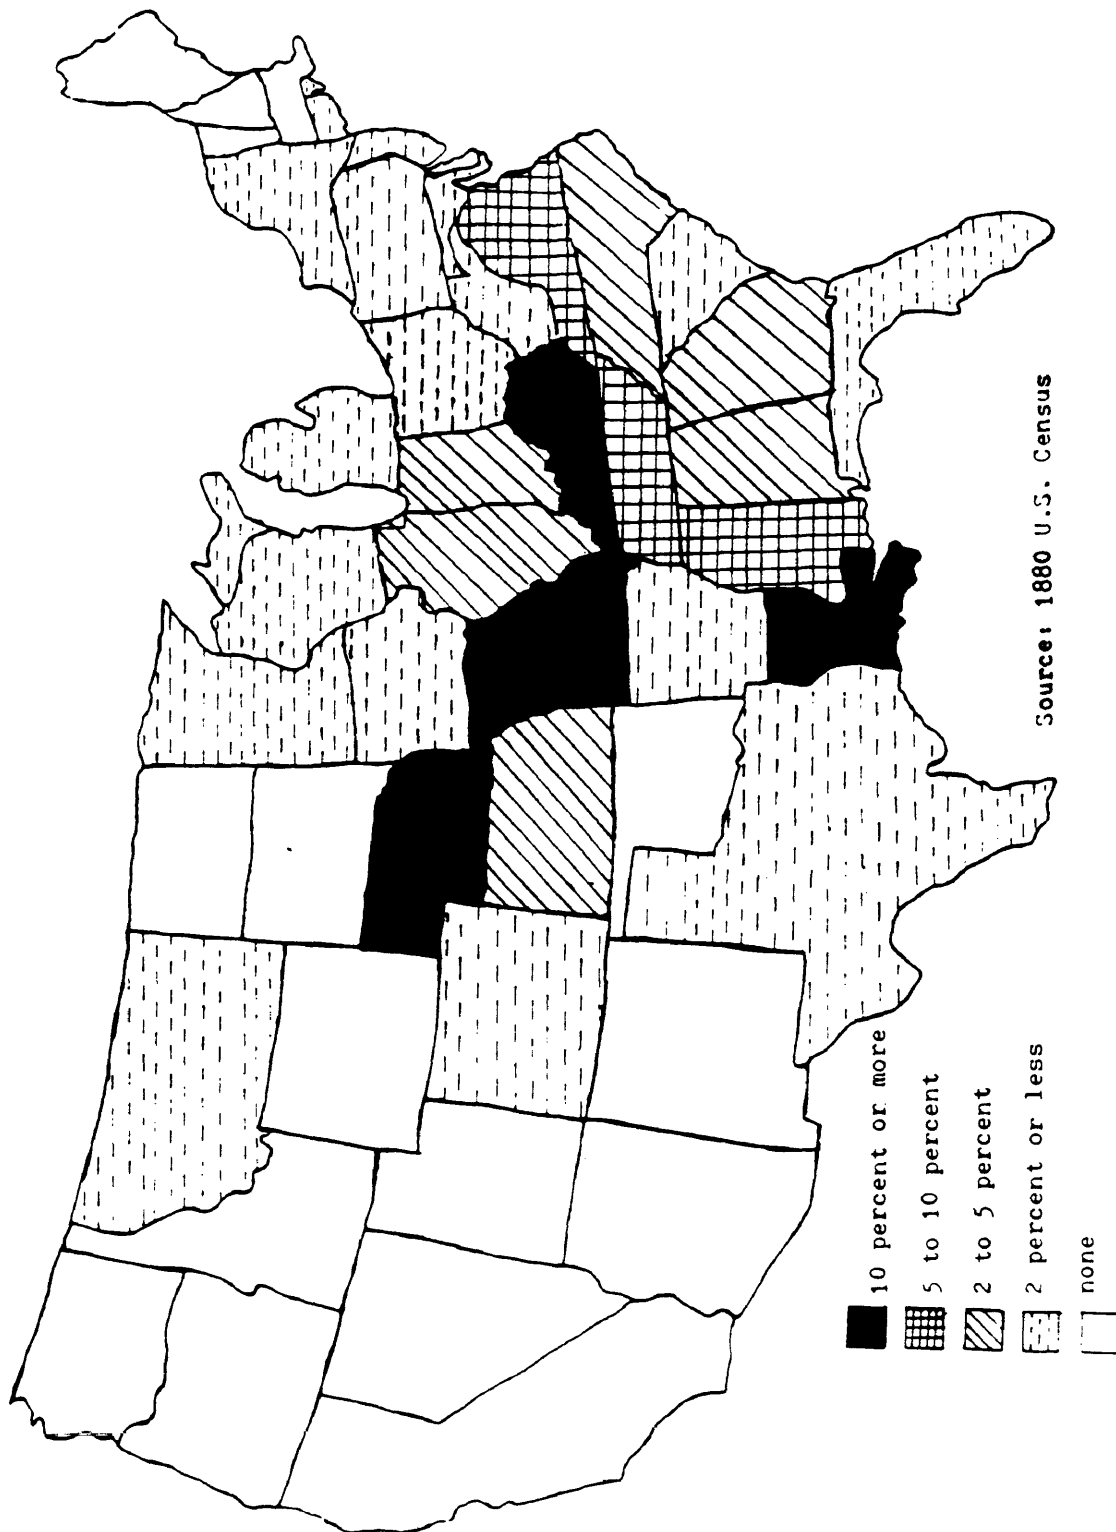 Source: 1880 U.S. Census
10 percent or more
5 to 10 percent
2 to 5 percent
2 percent or less
none